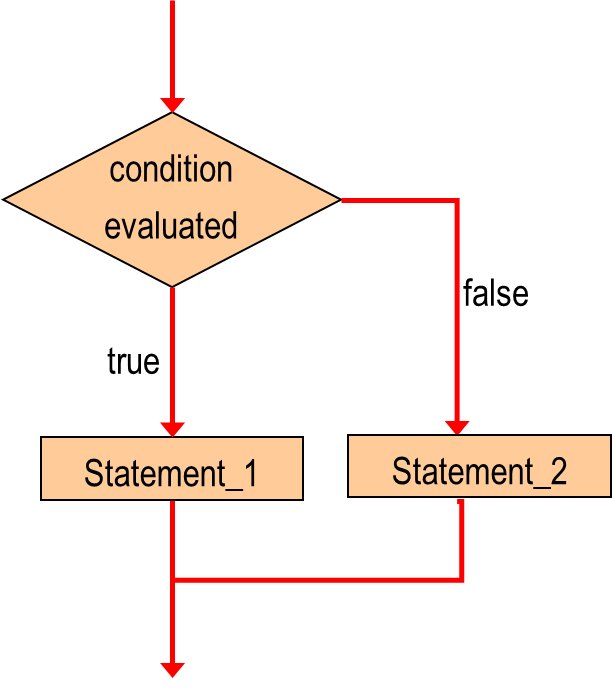 condition
evaluated
false
true
Statement_1
Statement_2